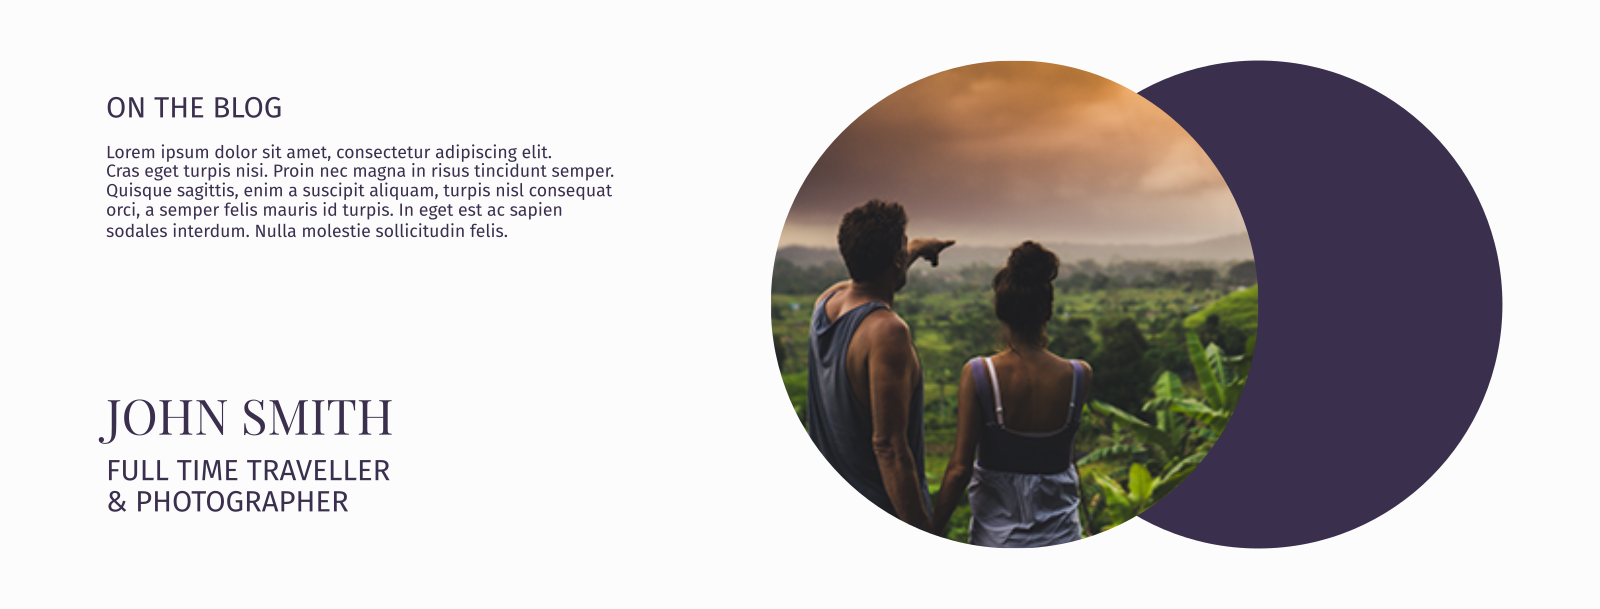 ON THE BLOG
Lorem ipsum dolor sit amet, consectetur adipiscing elit.
Cras eget turpis nisi. Proin nec magna in risus tincidunt semper.
Quisque sagittis, enim a suscipit aliquam, turpis nisl consequat
orci, a semper felis mauris id turpis. In eget est ac sapien
sodales interdum. Nulla molestie sollicitudin felis.
JOHN SMITH
FULL TIME TRAVELLER
& PHOTOGRAPHER